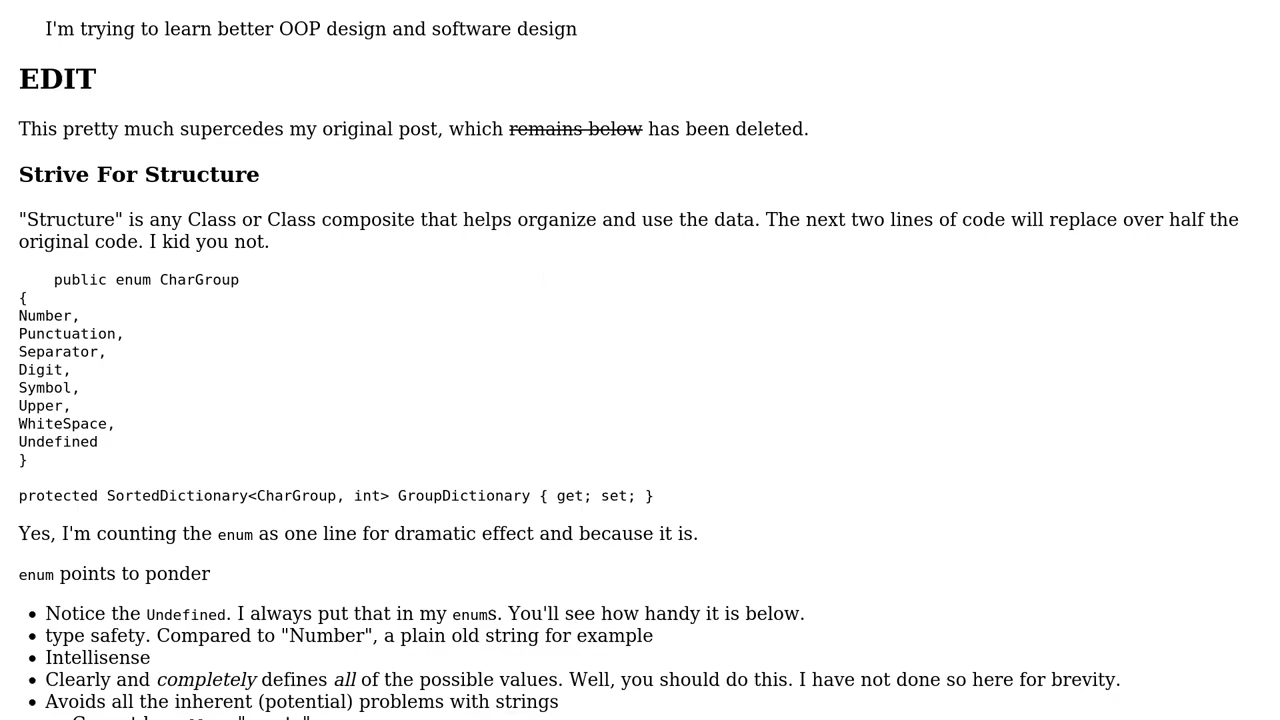 I'm trying to learn better OOP design and software design
EDIT
This pretty much supercedes my original post, which remains below has been deleted.
Strive For Structure
"Structure" is any Class or Class composite that helps organize and use the data. The next two lines of code will replace over half the
original code. I kid you not.
public enum CharGroup
{
Number,
Punctuation,
Separator,
Digit,
Symbol,
Upper,
WhiteSpace,
Undefined
}
protected SortedDictionary<CharGroup, int> GroupDictionary { get; set; }
Yes, I'm counting the enum as one line for dramatic effect and because it is.
enum points to ponder
• Notice the Undefined. I always put that in my enums. You'll see how handy it is below.
• type safety. Compared to "Number", a plain old string for example
• Intellisense
• Clearly and completely defines all of the possible values. Well, you should do this. I have not done so here for brevity.
• Avoids all the inherent (potential) problems with strings